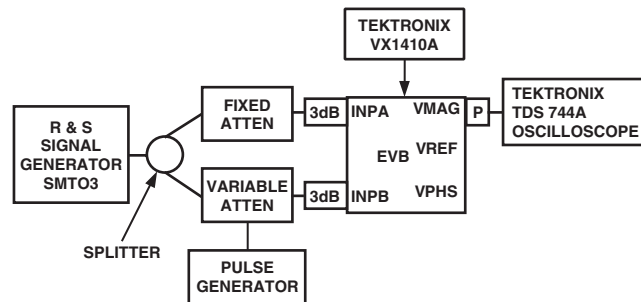 TEKTRONIX
VX1410A
R & S
SIGNAL
GENERATOR
SMTO3
SPLITTER
FIXED
ATTEN
VARIABLE
ATTEN
PULSE
GENERATOR
3dB
3dB
INPA
VMAG
EVB
VREF
INPB
VPHS
P
TEKTRONIX
TDS 744A
OSCILLOSCOPE